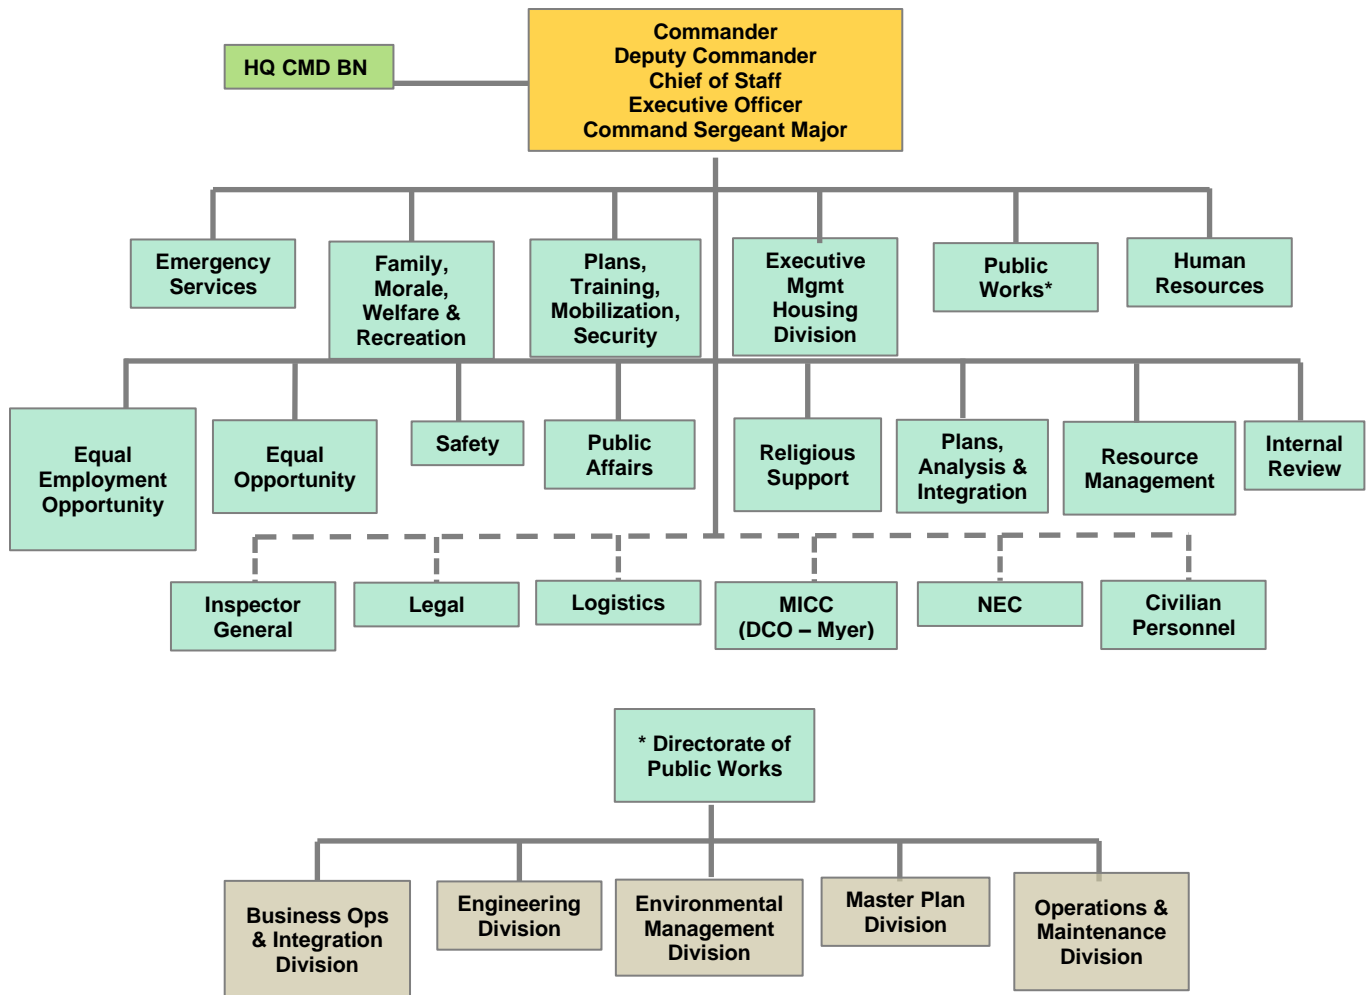 Commander
Deputy Commander
Chief of Staff
Executive Officer
Command Sergeant Major
HQ CMD BN
Emergency
Services
Family,
Morale,
Welfare &
Recreation
Plans,
Training,
Mobilization,
Security
Executive
Mgmt
Housing
Division
Public
Works*
Human
Resources
Equal
Employment
Opportunity
Equal
Opportunity
Safety
Public
Affairs
Religious
Support
Plans,
Analysis &
Integration
Resource
Management
Internal
Review
Inspector
General
Legal
Logistics
MICC
(DCO – Myer)
NEC
Civilian
Personnel
* Directorate of
Public Works
Business Ops
& Integration
Division
Engineering
Division
Environmental
Management
Division
Master Plan
Division
Operations &
Maintenance
Division